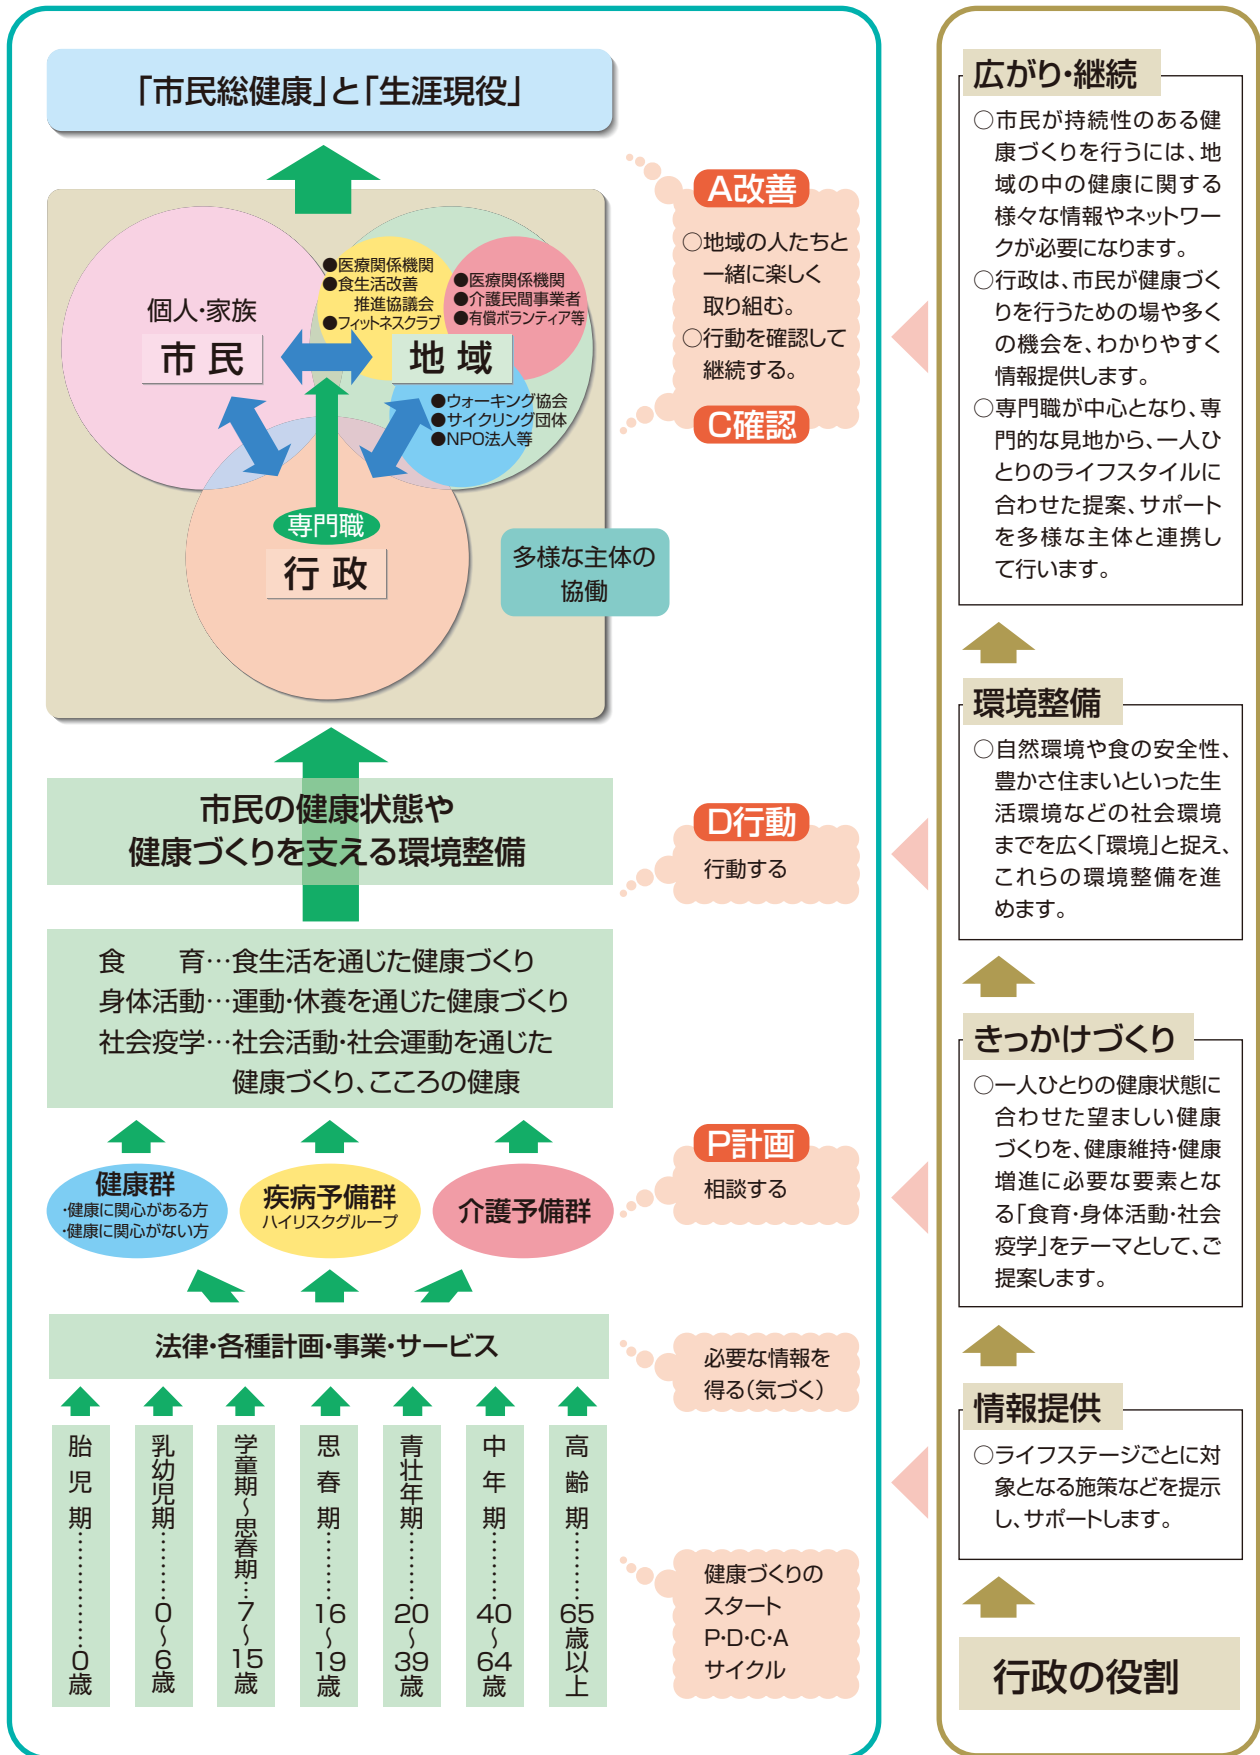 「市民総健康」と「生涯現役」
個人・家族
市民
●医療関係機関
●食生活改善
推進協議会
●フィットネスクラブ
●医療関係機関
●介護民間事業者
●有償ボランティア等
地域
●ウォーキング協会
●サイクリング団体
●NPO法人等
専門職
行政
多様な主体の
協働
A改善
○地域の人たちと
一緒に楽しく
取り組む。
○行動を確認して
継続する。
C確認
市民の健康状態や
健康づくりを支える環境整備
D行動
行動する
食　　育…食生活を通じた健康づくり
身体活動…運動・休養を通じた健康づくり
社会疫学…社会活動・社会運動を通じた
健康づくり、こころの健康
P計画
相談する
健康群
・健康に関心がある方
・健康に関心がない方
疾病予備群
ハイリスクグループ
介護予備群
法律・各種計画・事業・サービス
必要な情報を
得る（気づく）
胎児期………………0歳
乳幼児期…………0～6歳
学童期～思春期…7～15歳
思春期…………16～19歳
青壮年期………20～39歳
中年期…………40～64歳
高齢期………65歳以上
健康づくりの
スタート
P・D・C・A
サイクル
広がり・継続
○市民が持続性のある健
康づくりを行うには、地
域の中の健康に関する
様々な情報やネットワー
クが必要になります。
○行政は、市民が健康づく
りを行うための場や多く
の機会を、わかりやすく
情報提供します。
○専門職が中心となり、専
門的な見地から、一人ひ
とりのライフスタイルに
合わせた提案、サポート
を多様な主体と連携し
て行います。
環境整備
○自然環境や食の安全性、
豊かさ住まいといった生
活環境などの社会環境
までを広く「環境」と捉え、
これらの環境整備を進
めます。
きっかけづくり
○一人ひとりの健康状態に
合わせた望ましい健康
づくりを、健康維持・健康
増進に必要な要素とな
る「食育・身体活動・社会
疫学」をテーマとして、ご
提案します。
情報提供
○ライフステージごとに対
象となる施策などを提示
し、サポートします。
行政の役割